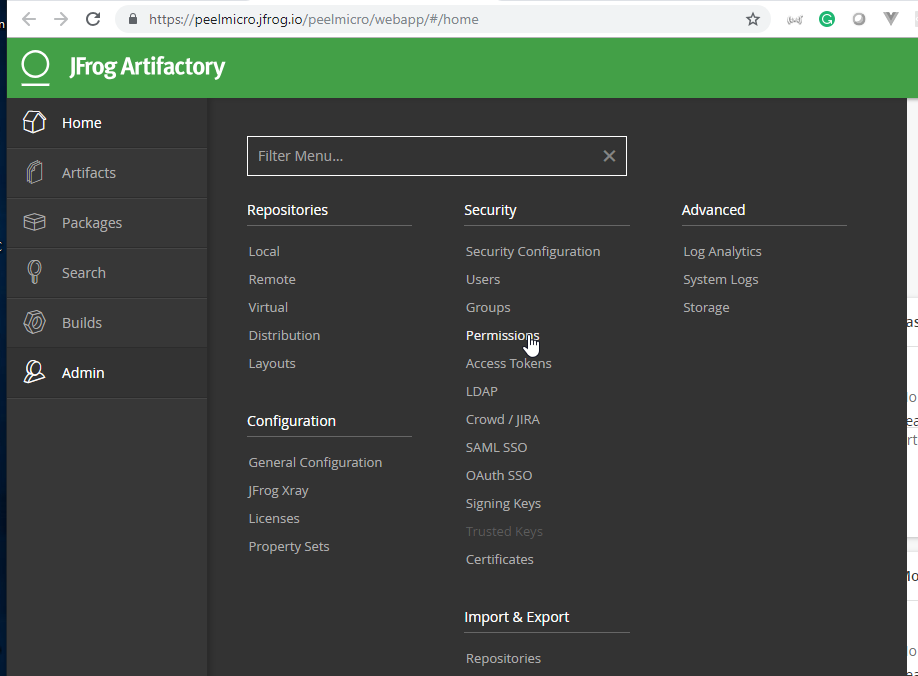 https://peelmicro.jfrog.io/peelmicro/webapp/#/home
JFrog Artifactory
Home
Artifacts
Packages
Search
Builds
Admin
Filter Menu...
Repositories
Local
Remote
Virtual
Distribution
Layouts
Configuration
General Configuration
JFrog Xray
Licenses
Property Sets
Security
Security Configuration
Users
Groups
Permissions
Access Tokens
LDAP
Crowd / JIRA
SAML SSO
OAuth SSO
Signing Keys
Trusted Keys
Certificates
Import & Export
Repositories
Advanced
Log Analytics
System Logs
Storage